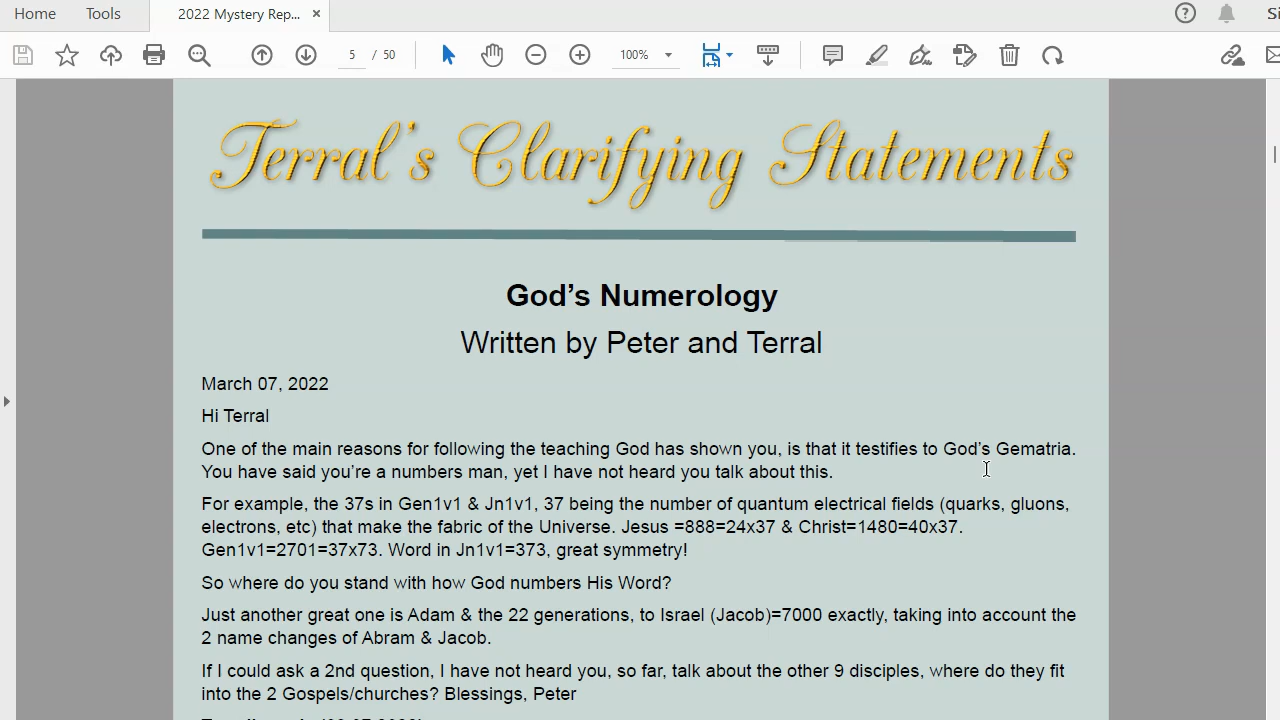 Home Tools 2022 Mystery Rep... ×
5 / 50 100%
Terral's Clarifying Statements
God's Numerology
Written by Peter and Terral
March 07, 2022
Hi Terral
One of the main reasons for following the teaching God has shown you, is that it testifies to God's Gematria.
You have said you're a numbers man, yet I have not heard you talk about this.
For example, the 37s in Gen1v1 & Jn1v1, 37 being the number of quantum electrical fields (quarks, gluons,
electrons, etc) that make the fabric of the Universe. Jesus =888=24x37 & Christ=1480=40x37.
Gen1v1=2701=37x73. Word in Jn1v1=373, great symmetry!
So where do you stand with how God numbers His Word?
Just another great one is Adam & the 22 generations, to Israel (Jacob)=7000 exactly, taking into account the
2 name changes of Abram & Jacob.
If I could ask a 2nd question, I have not heard you, so far, talk about the other 9 disciples, where do they fit
into the 2 Gospels/churches? Blessings, Peter